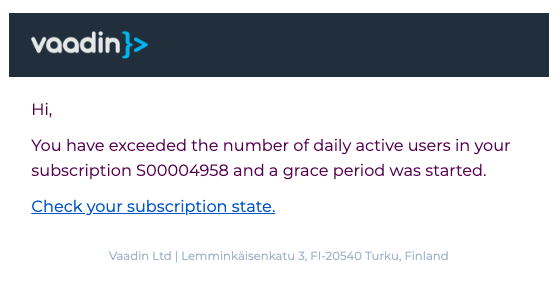 vaadin}>
Hi,
You have exceeded the number of daily active users in your
subscription S00004958 and a grace period was started.
Check your subscription state.
Vaadin Ltd | Lemminkäisenkatu 3, FI-20540 Turku, Finland